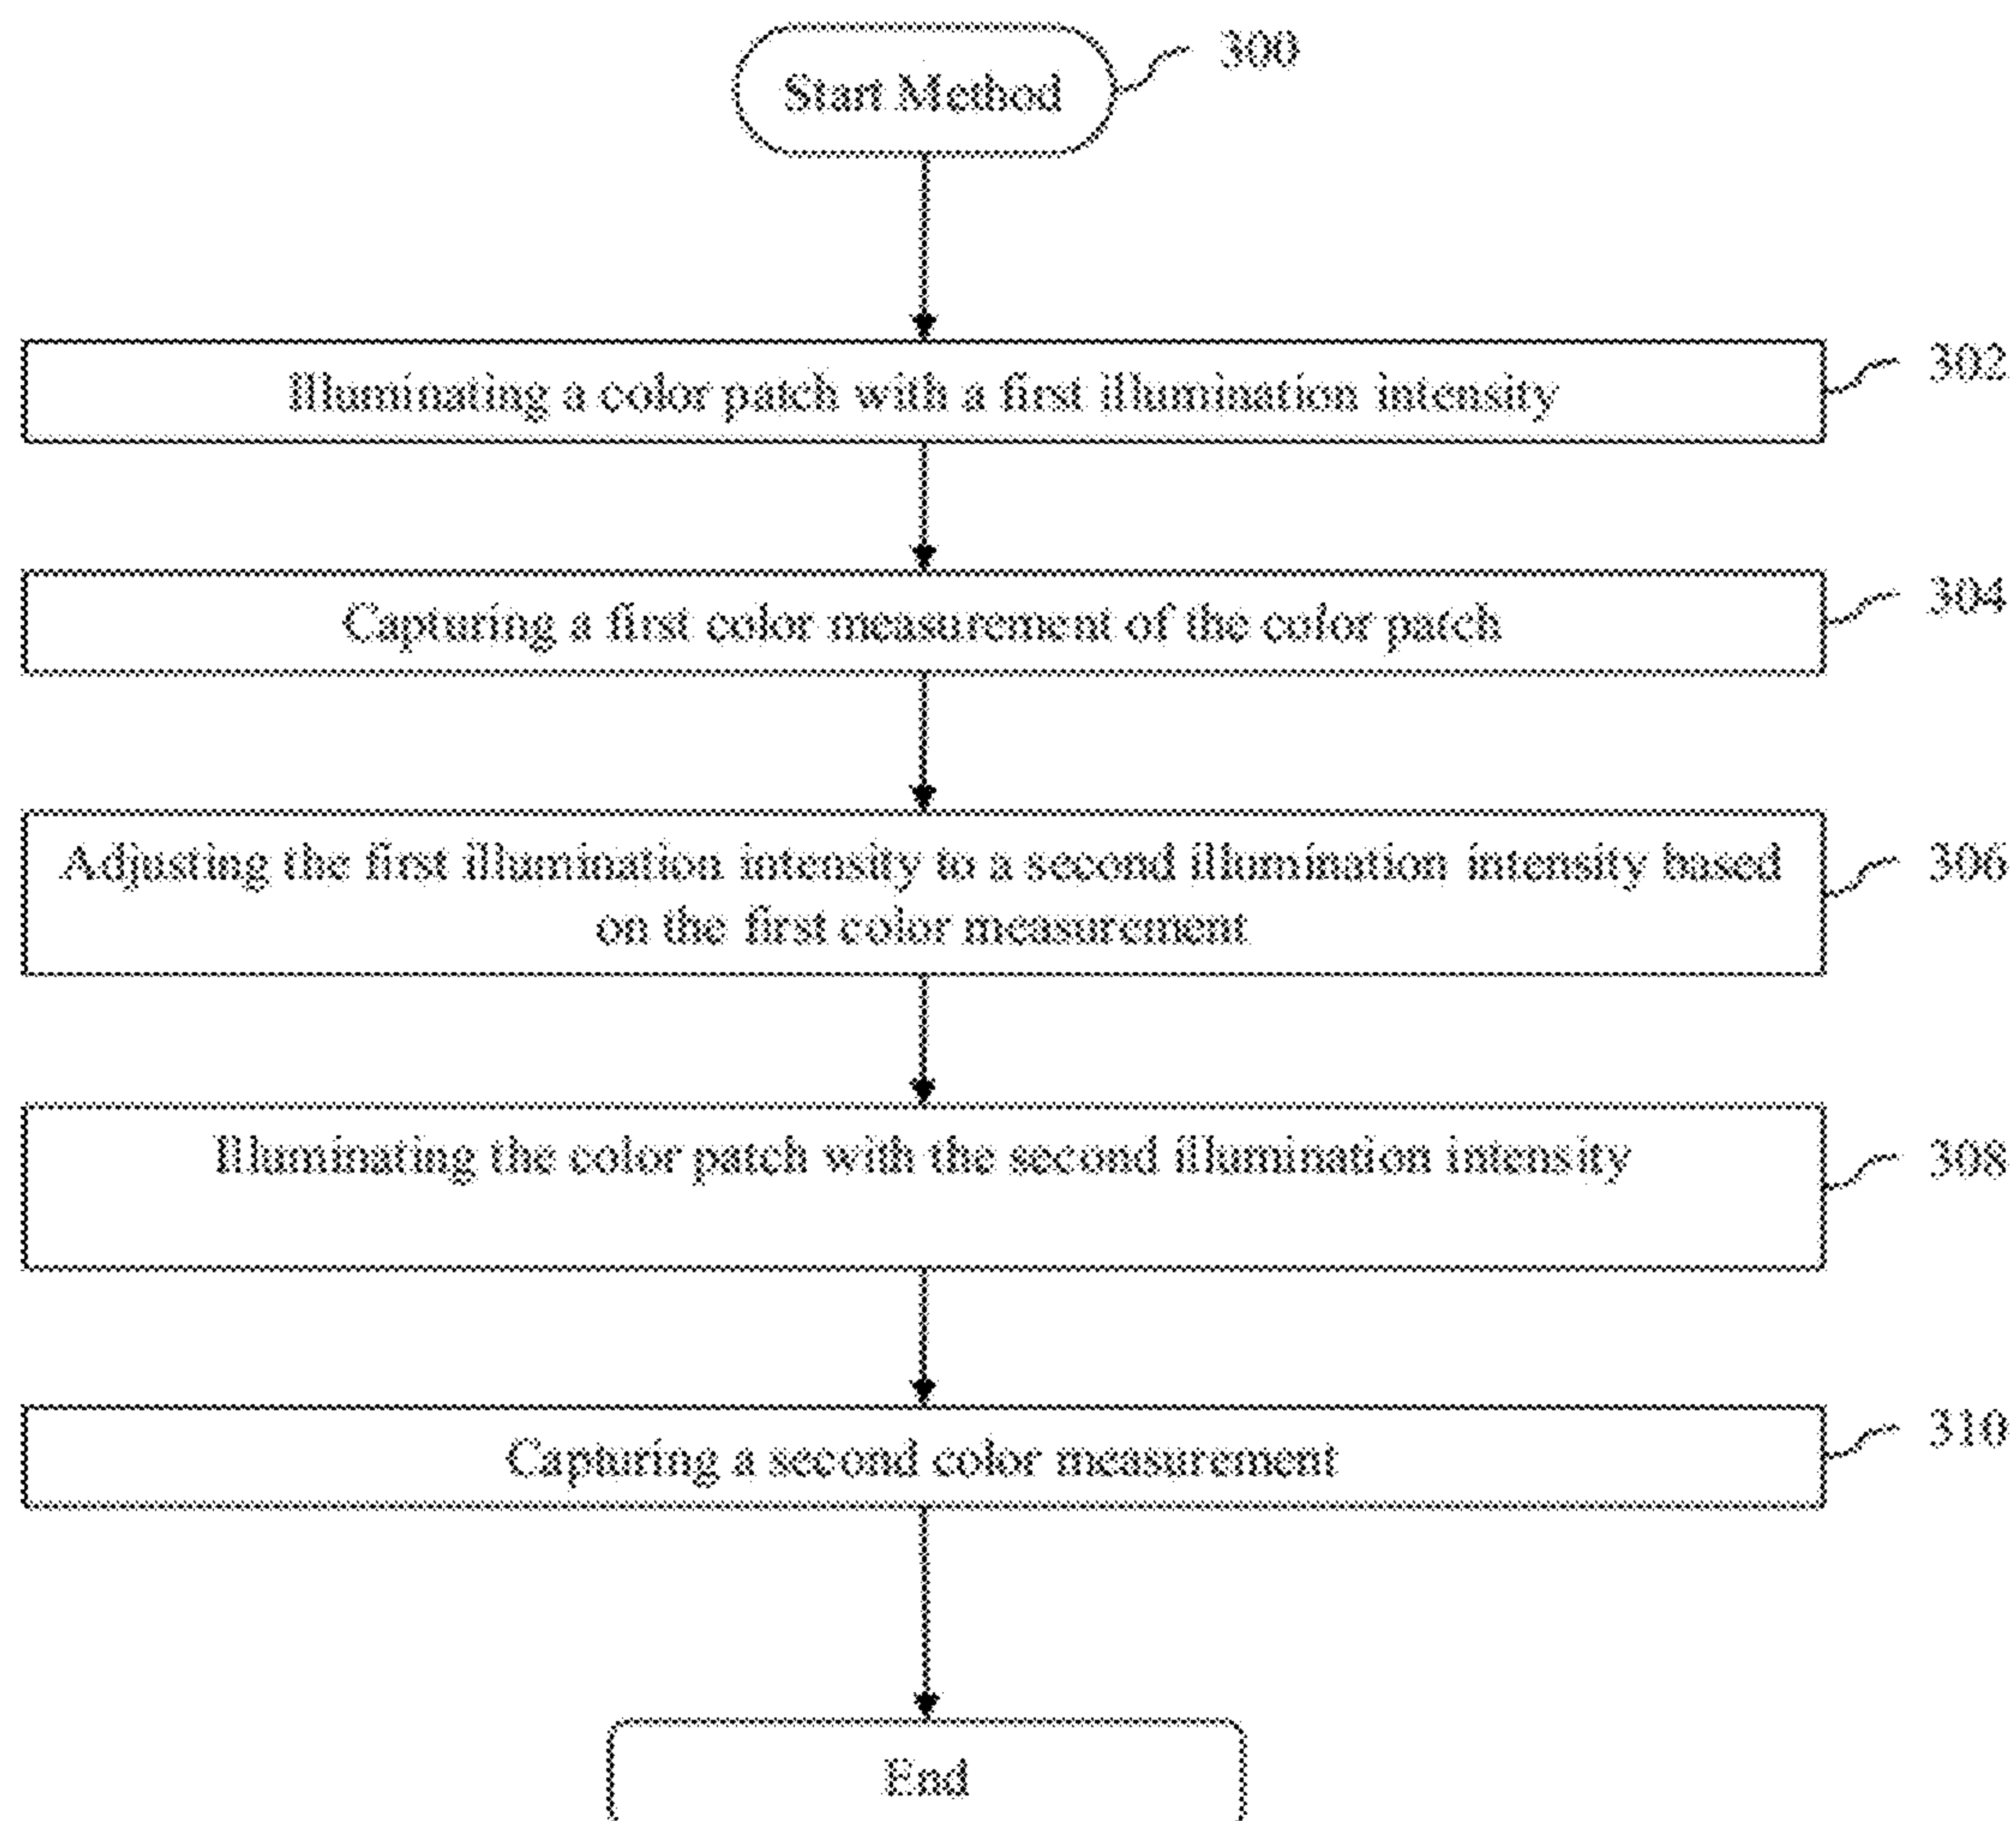 Start Method
300
Illuminating a color patch with a first illumination intensity
302
Capturing a first color measurement of the color patch
304
Adjusting the first illumination intensity to a second illumination intensity based
on the first color measurement
306
Illuminating the color patch with the second illumination intensity
308
Capturing a second color measurement
310
End